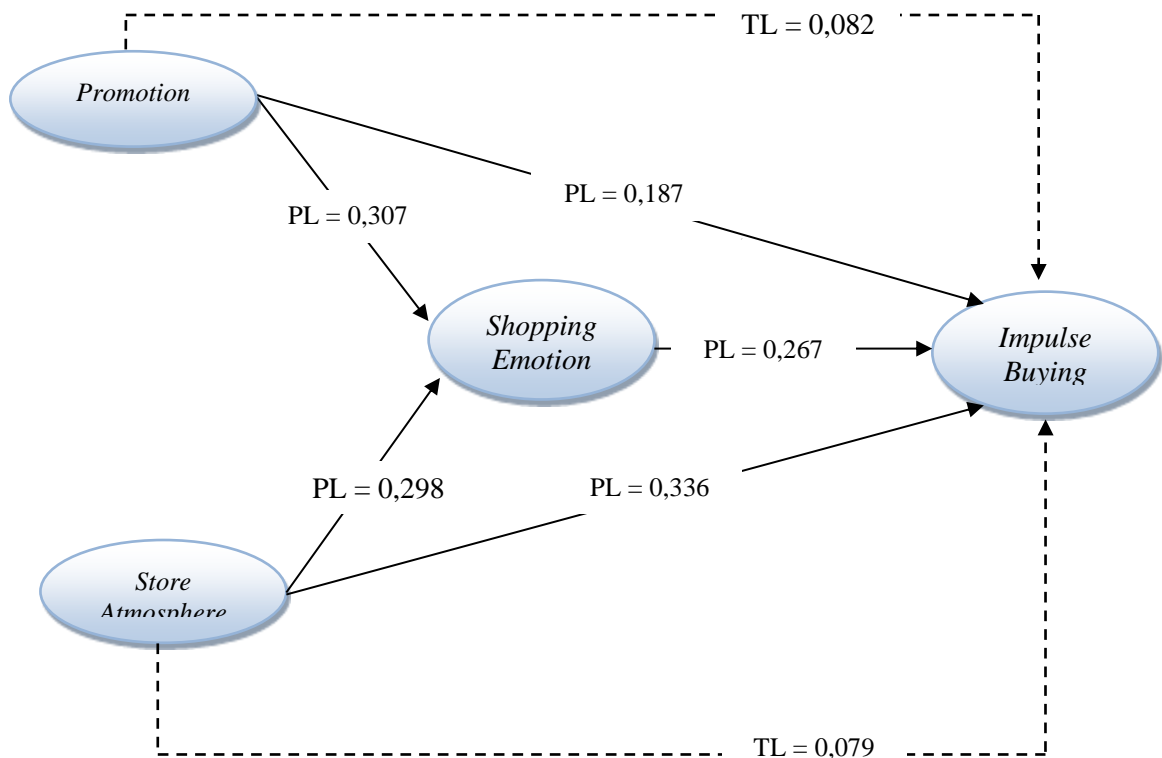 TL = 0,082
Promotion
PL = 0,187
PL = 0,307
Shopping
Emotion
PL = 0,267
Impulse
Buying
PL = 0,298
PL = 0,336
Store
Atmosphere
TL = 0,079